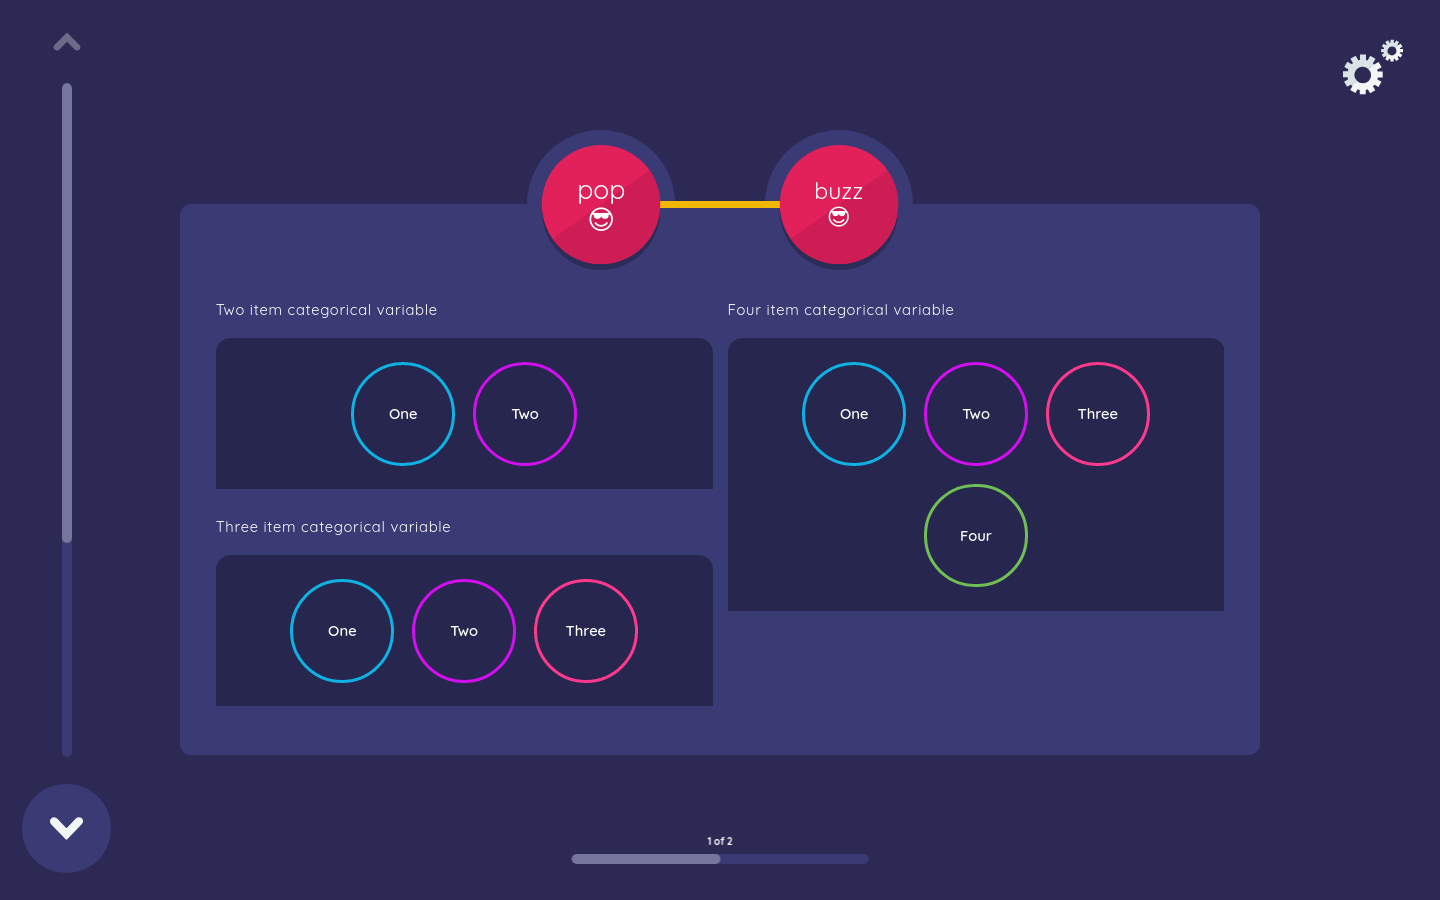 pop
buzz
Two item categorical variable
One
Two
Three item categorical variable
One
Two
Three
Four item categorical variable
One
Two
Three
Four
1 of 2